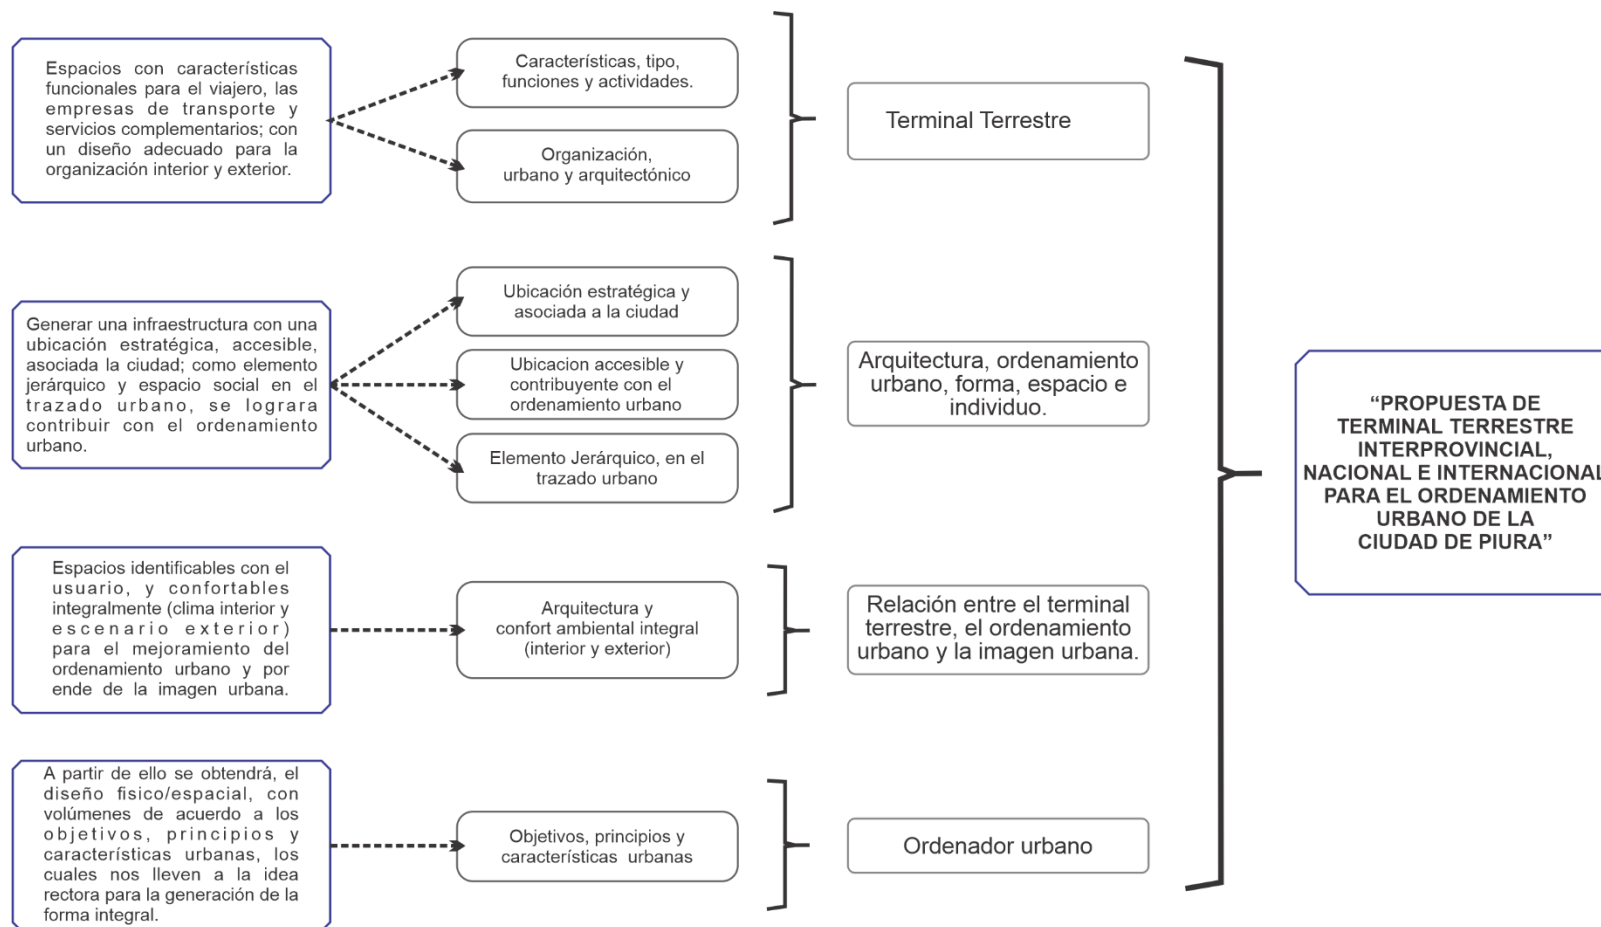 Espacios con características
funcionales para el viajero, las
empresas de transporte y
servicios complementarios; con
un diseño adecuado para la
organización interior y exterior.
Características, tipo,
funciones y actividades.
Organización,
urbano y arquitectónico
Terminal Terrestre
Generar una infraestructura con una
ubicación estratégica, accesible,
asociada la ciudad; como elemento
jerárquico y espacio social en el
trazado urbano, se lograra
contribuir con el ordenamiento
urbano.
Ubicación estratégica y
asociada a la ciudad
Ubicacion accesible y
contribuyente con el
ordenamiento urbano
Elemento Jerárquico, en el
trazado urbano
Arquitectura, ordenamiento
urbano, forma, espacio e
individuo.
Espacios identificables con el
usuario, y confortables
integralmente (clima interior y
escenario exterior)
para el mejoramiento del
ordenamiento urbano y por
ende de la imagen urbana.
Arquitectura y
confort ambiental integral
(interior y exterior)
Relación entre el terminal
terrestre, el ordenamiento
urbano y la imagen urbana.
A partir de ello se obtendrá, el
diseño fisico/espacial, con
volúmenes de acuerdo a los
objetivos, principios y
características urbanas, los
cuales nos lleven a la idea
rectora para la generación de la
forma integral.
Objetivos, principios y
características urbanas
Ordenador urbano
“PROPUESTA DE
TERMINAL TERRESTRE
INTERPROVINCIAL,
NACIONAL E INTERNACIONAL
PARA EL ORDENAMIENTO
URBANO DE LA
CIUDAD DE PIURA”